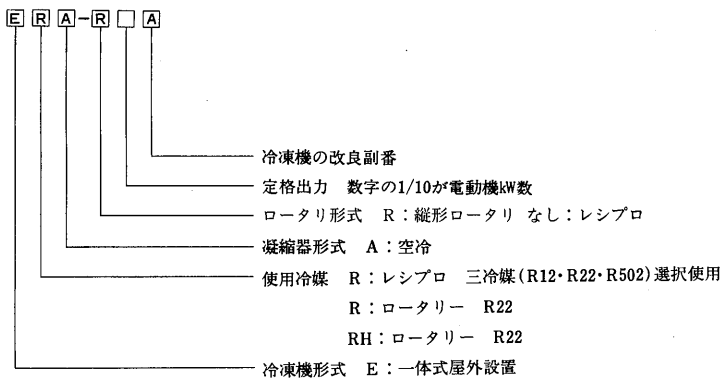 ERA-R□A
冷凍機の改良副番
定格出力 数字の1/10が電動機kW数
ロータリ形式 R：縦形ロータリ なし：レシプロ
凝縮器形式 A：空冷
使用冷媒 R：レシプロ 三冷媒(R12・R22・R502)選択使用
R：ロータリー R22
RH：ロータリー R22
冷凍機形式 E：一体式屋外設置